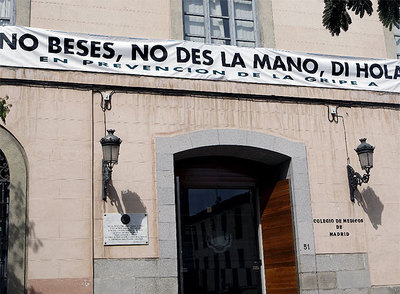 NO BESES, NO DES LA MANO, DI HOLA
EN PREVENCION DE LA GRIPE A
COLEGIO DE MEDICOS
DE
MADRID
51